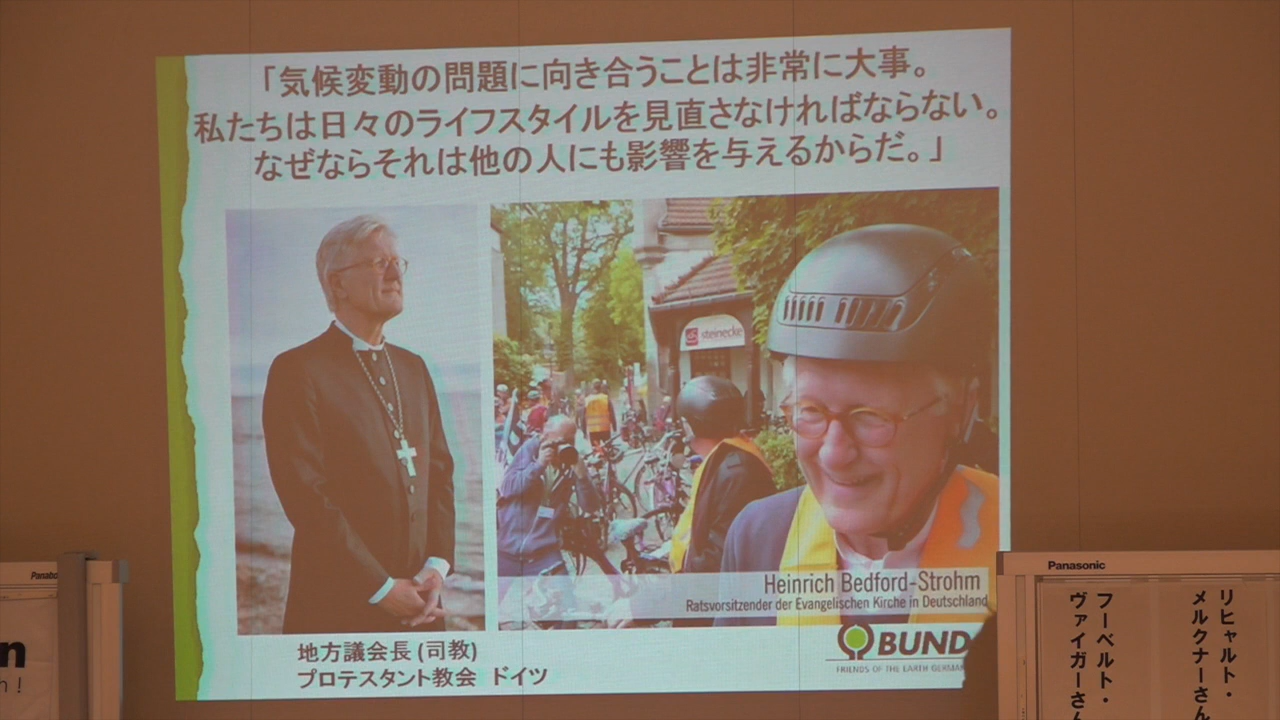 「気候変動の問題に向き合うことは非常に大事。
私たちは日々のライフスタイルを見直さなければならない。
なぜならそれは他の人にも影響を与えるからだ。」
steinecke
Heinrich Bedford-Strohm
Ratsvorsitzender der Evangelischen Kirche in Deutschland
地方議会長 (司教)
プロテスタント教会 ドイツ
BUND
FRIENDS OF THE EARTH GERMAN
Panabo
n
h!
Panasonic
リヒャルト・
メルクナーさん
フーベルト・
ヴァイガーさん